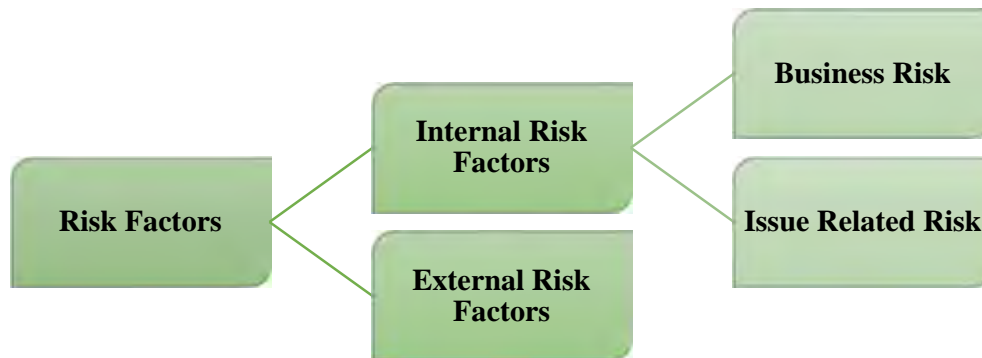 Risk Factors
Internal Risk
Factors
External Risk
Factors
Business Risk
Issue Related Risk